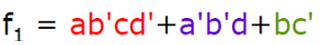 f₁ = ab'cd'+a'b'd+bc'